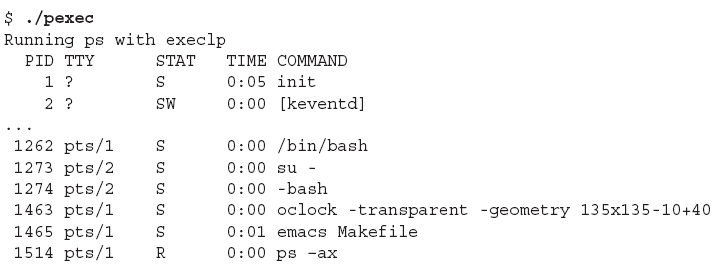 $ ./pexec
Running ps with execlp
  PID TTY      STAT   TIME COMMAND
    1 ?        S      0:05 init
    2 ?        SW     0:00 [keventd]
...
 1262 pts/1    S      0:00 /bin/bash
 1273 pts/2    S      0:00 su -
 1274 pts/2    S      0:00 -bash
 1463 pts/1    S      0:00 oclock -transparent -geometry 135x135-10+40
 1465 pts/1    S      0:01 emacs Makefile
 1514 pts/1    R      0:00 ps -ax